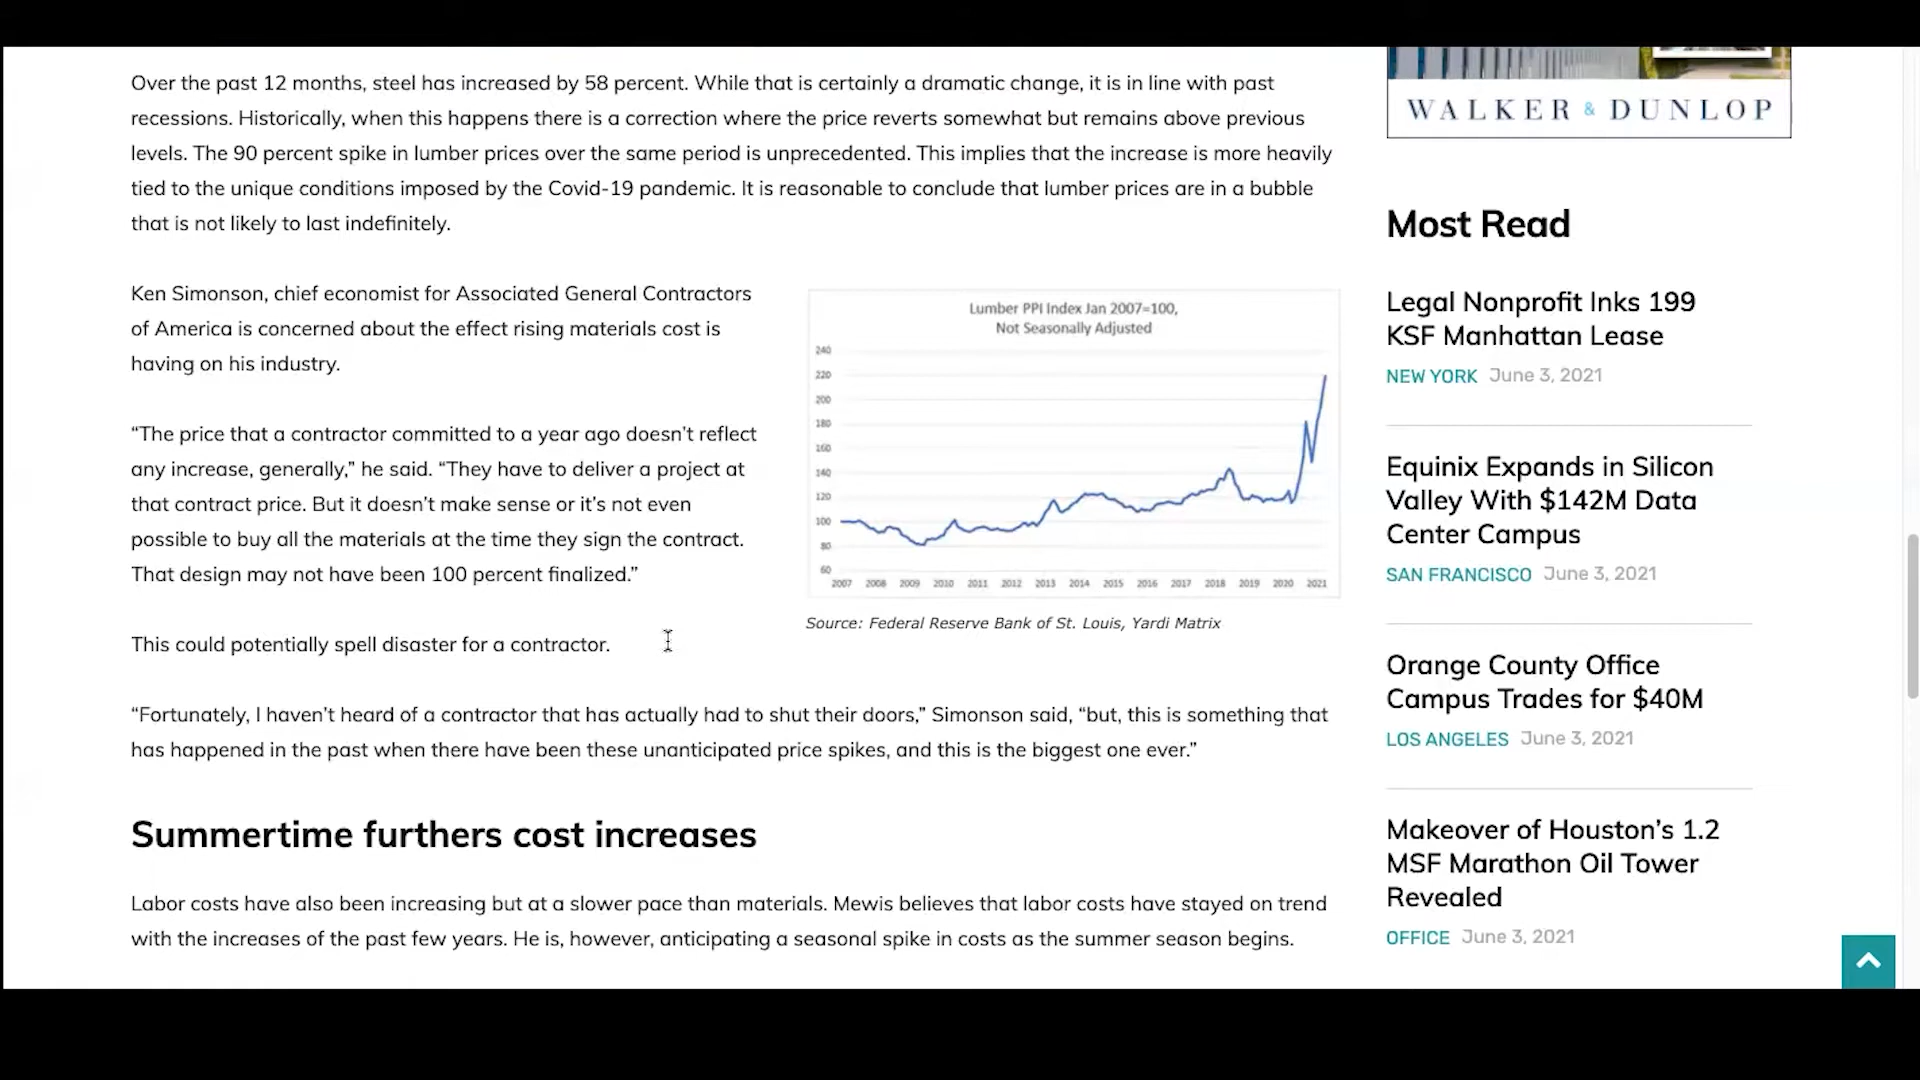 Over the past 12 months, steel has increased by 58 percent. While that is certainly a dramatic change, it is in line with past
recessions. Historically, when this happens there is a correction where the price reverts somewhat but remains above previous
levels. The 90 percent spike in lumber prices over the same period is unprecedented. This implies that the increase is more heavily
tied to the unique conditions imposed by the Covid-19 pandemic. It is reasonable to conclude that lumber prices are in a bubble
that is not likely to last indefinitely.
Ken Simonson, chief economist for Associated General Contractors
of America is concerned about the effect rising materials cost is
having on his industry.
“The price that a contractor committed to a year ago doesn’t reflect
any increase, generally,” he said. “They have to deliver a project at
that contract price. But it doesn’t make sense or it’s not even
possible to buy all the materials at the time they sign the contract.
That design may not have been 100 percent finalized.”
This could potentially spell disaster for a contractor.
Lumber PPI Index Jan 2007=100,
Not Seasonally Adjusted
240
220
200
180
160
140
120
100
80
60
2007 2008 2009 2010 2011 2012 2013 2014 2015 2016 2017 2018 2019 2020 2021
Source: Federal Reserve Bank of St. Louis, Yardi Matrix
“Fortunately, I haven’t heard of a contractor that has actually had to shut their doors,” Simonson said, “but, this is something that
has happened in the past when there have been these unanticipated price spikes, and this is the biggest one ever.”
Summertime furthers cost increases
Labor costs have also been increasing but at a slower pace than materials. Mewis believes that labor costs have stayed on trend
with the increases of the past few years. He is, however, anticipating a seasonal spike in costs as the summer season begins.
WALKER & DUNLOP
Most Read
Legal Nonprofit Inks 199
KSF Manhattan Lease
NEW YORK June 3, 2021
Equinix Expands in Silicon
Valley With $142M Data
Center Campus
SAN FRANCISCO June 3, 2021
Orange County Office
Campus Trades for $40M
LOS ANGELES June 3, 2021
Makeover of Houston’s 1.2
MSF Marathon Oil Tower
Revealed
OFFICE June 3, 2021